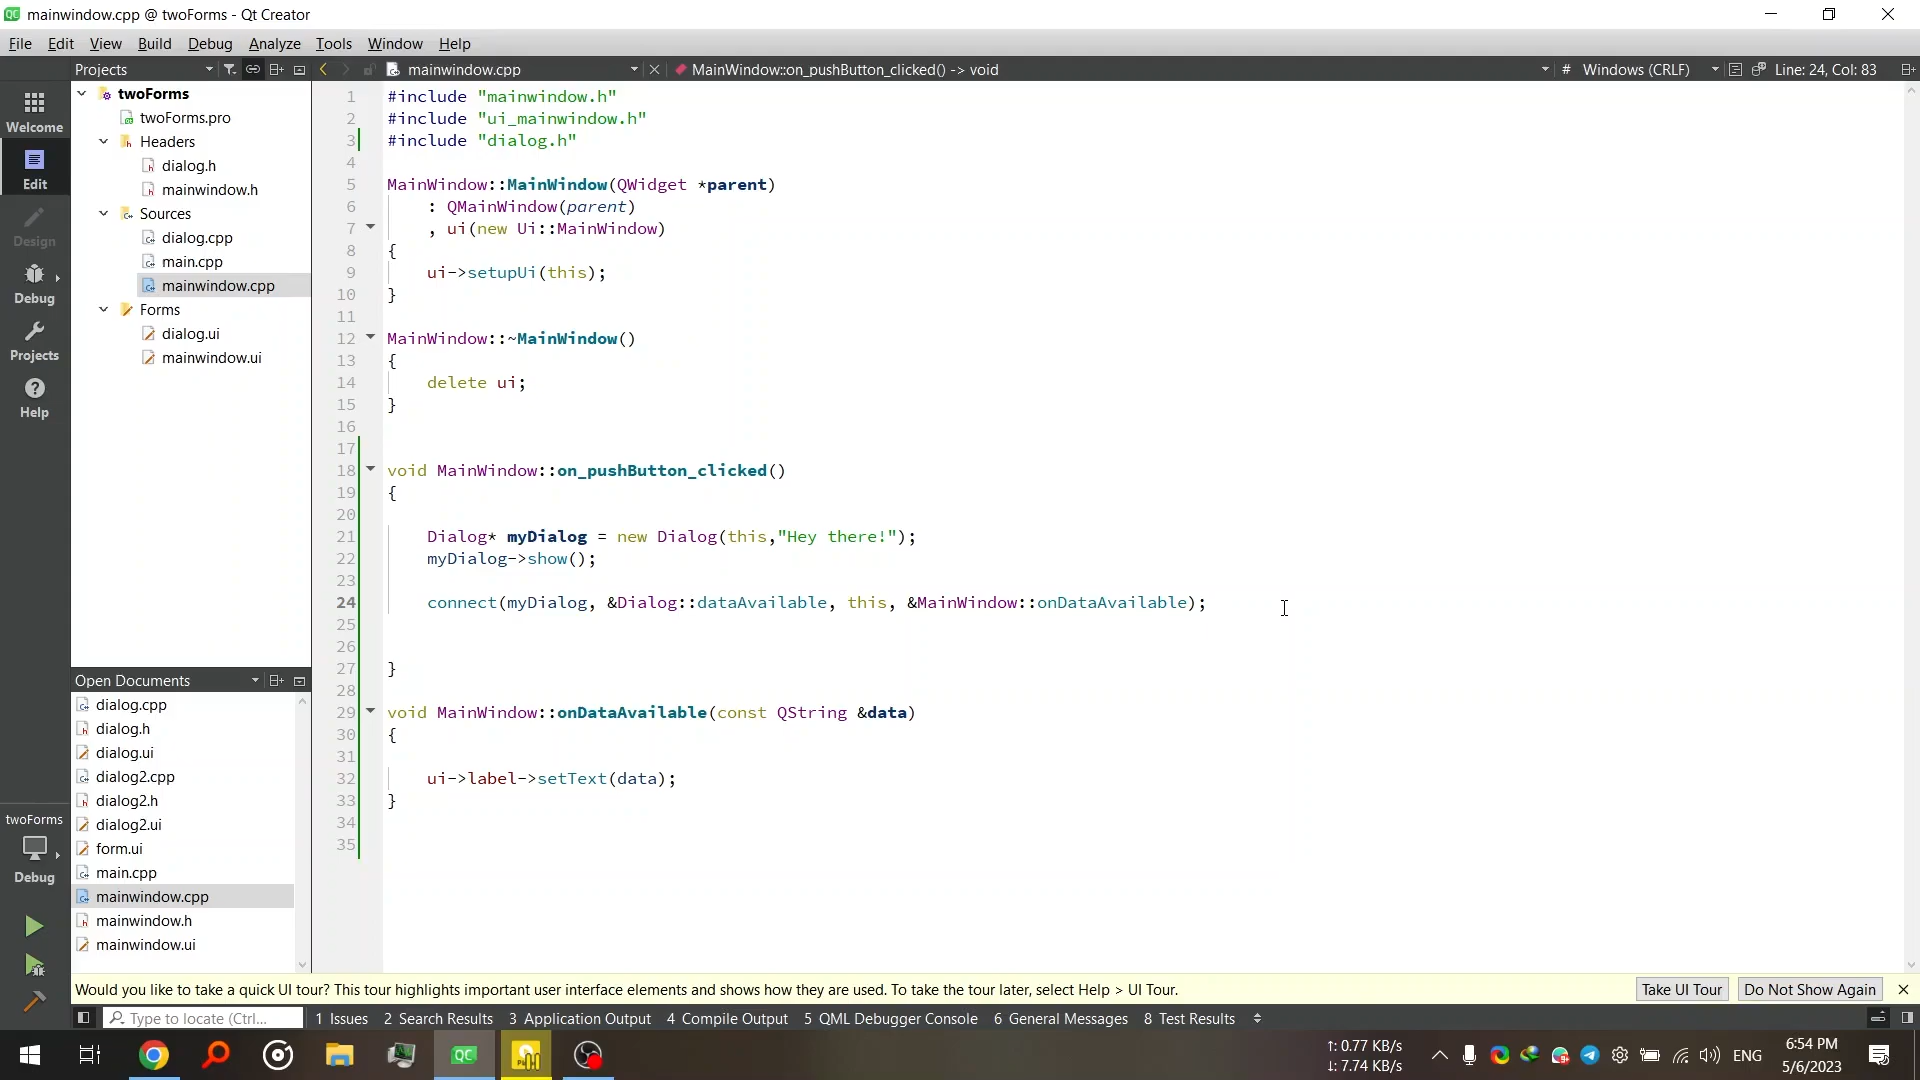 mainwindow.cpp @ twoForms - Qt Creator
File Edit View Build Debug Analyze Tools Window Help
Projects mainwindow.cpp MainWindow::on_pushButton_clicked() -> void # Windows (CRLF) Line: 24, Col: 83
Welcome
Edit
Design
Debug
Projects
Help
twoForms
Debug
twoForms
twoForms.pro
Headers
dialog.h
mainwindow.h
Sources
dialog.cpp
main.cpp
mainwindow.cpp
Forms
dialog.ui
mainwindow.ui
Open Documents
dialog.cpp
dialog.h
dialog.ui
dialog2.cpp
dialog2.h
dialog2.ui
form.ui
main.cpp
mainwindow.cpp
mainwindow.h
mainwindow.ui
1 #include "mainwindow.h"
2 #include "ui_mainwindow.h"
3 #include "dialog.h"
4
5 MainWindow::MainWindow(QWidget *parent)
6 : QMainWindow(parent)
7 , ui(new Ui::MainWindow)
8 {
9 ui->setupUi(this);
10 }
11
12 MainWindow::~MainWindow()
13 {
14 delete ui;
15 }
16
17
18 void MainWindow::on_pushButton_clicked()
19 {
20
21 Dialog* myDialog = new Dialog(this,"Hey there!");
22 myDialog->show();
23
24 connect(myDialog, &Dialog::dataAvailable, this, &MainWindow::onDataAvailable);
25
26
27 }
28
29 void MainWindow::onDataAvailable(const QString &data)
30 {
31
32 ui->label->setText(data);
33 }
34
35
Would you like to take a quick UI tour? This tour highlights important user interface elements and shows how they are used. To take the tour later, select Help > UI Tour. Take UI Tour Do Not Show Again
Type to locate (Ctrl... 1 Issues 2 Search Results 3 Application Output 4 Compile Output 5 QML Debugger Console 6 General Messages 8 Test Results
↑: 0.77 KB/s
↓: 7.74 KB/s
ENG
6:54 PM
5/6/2023